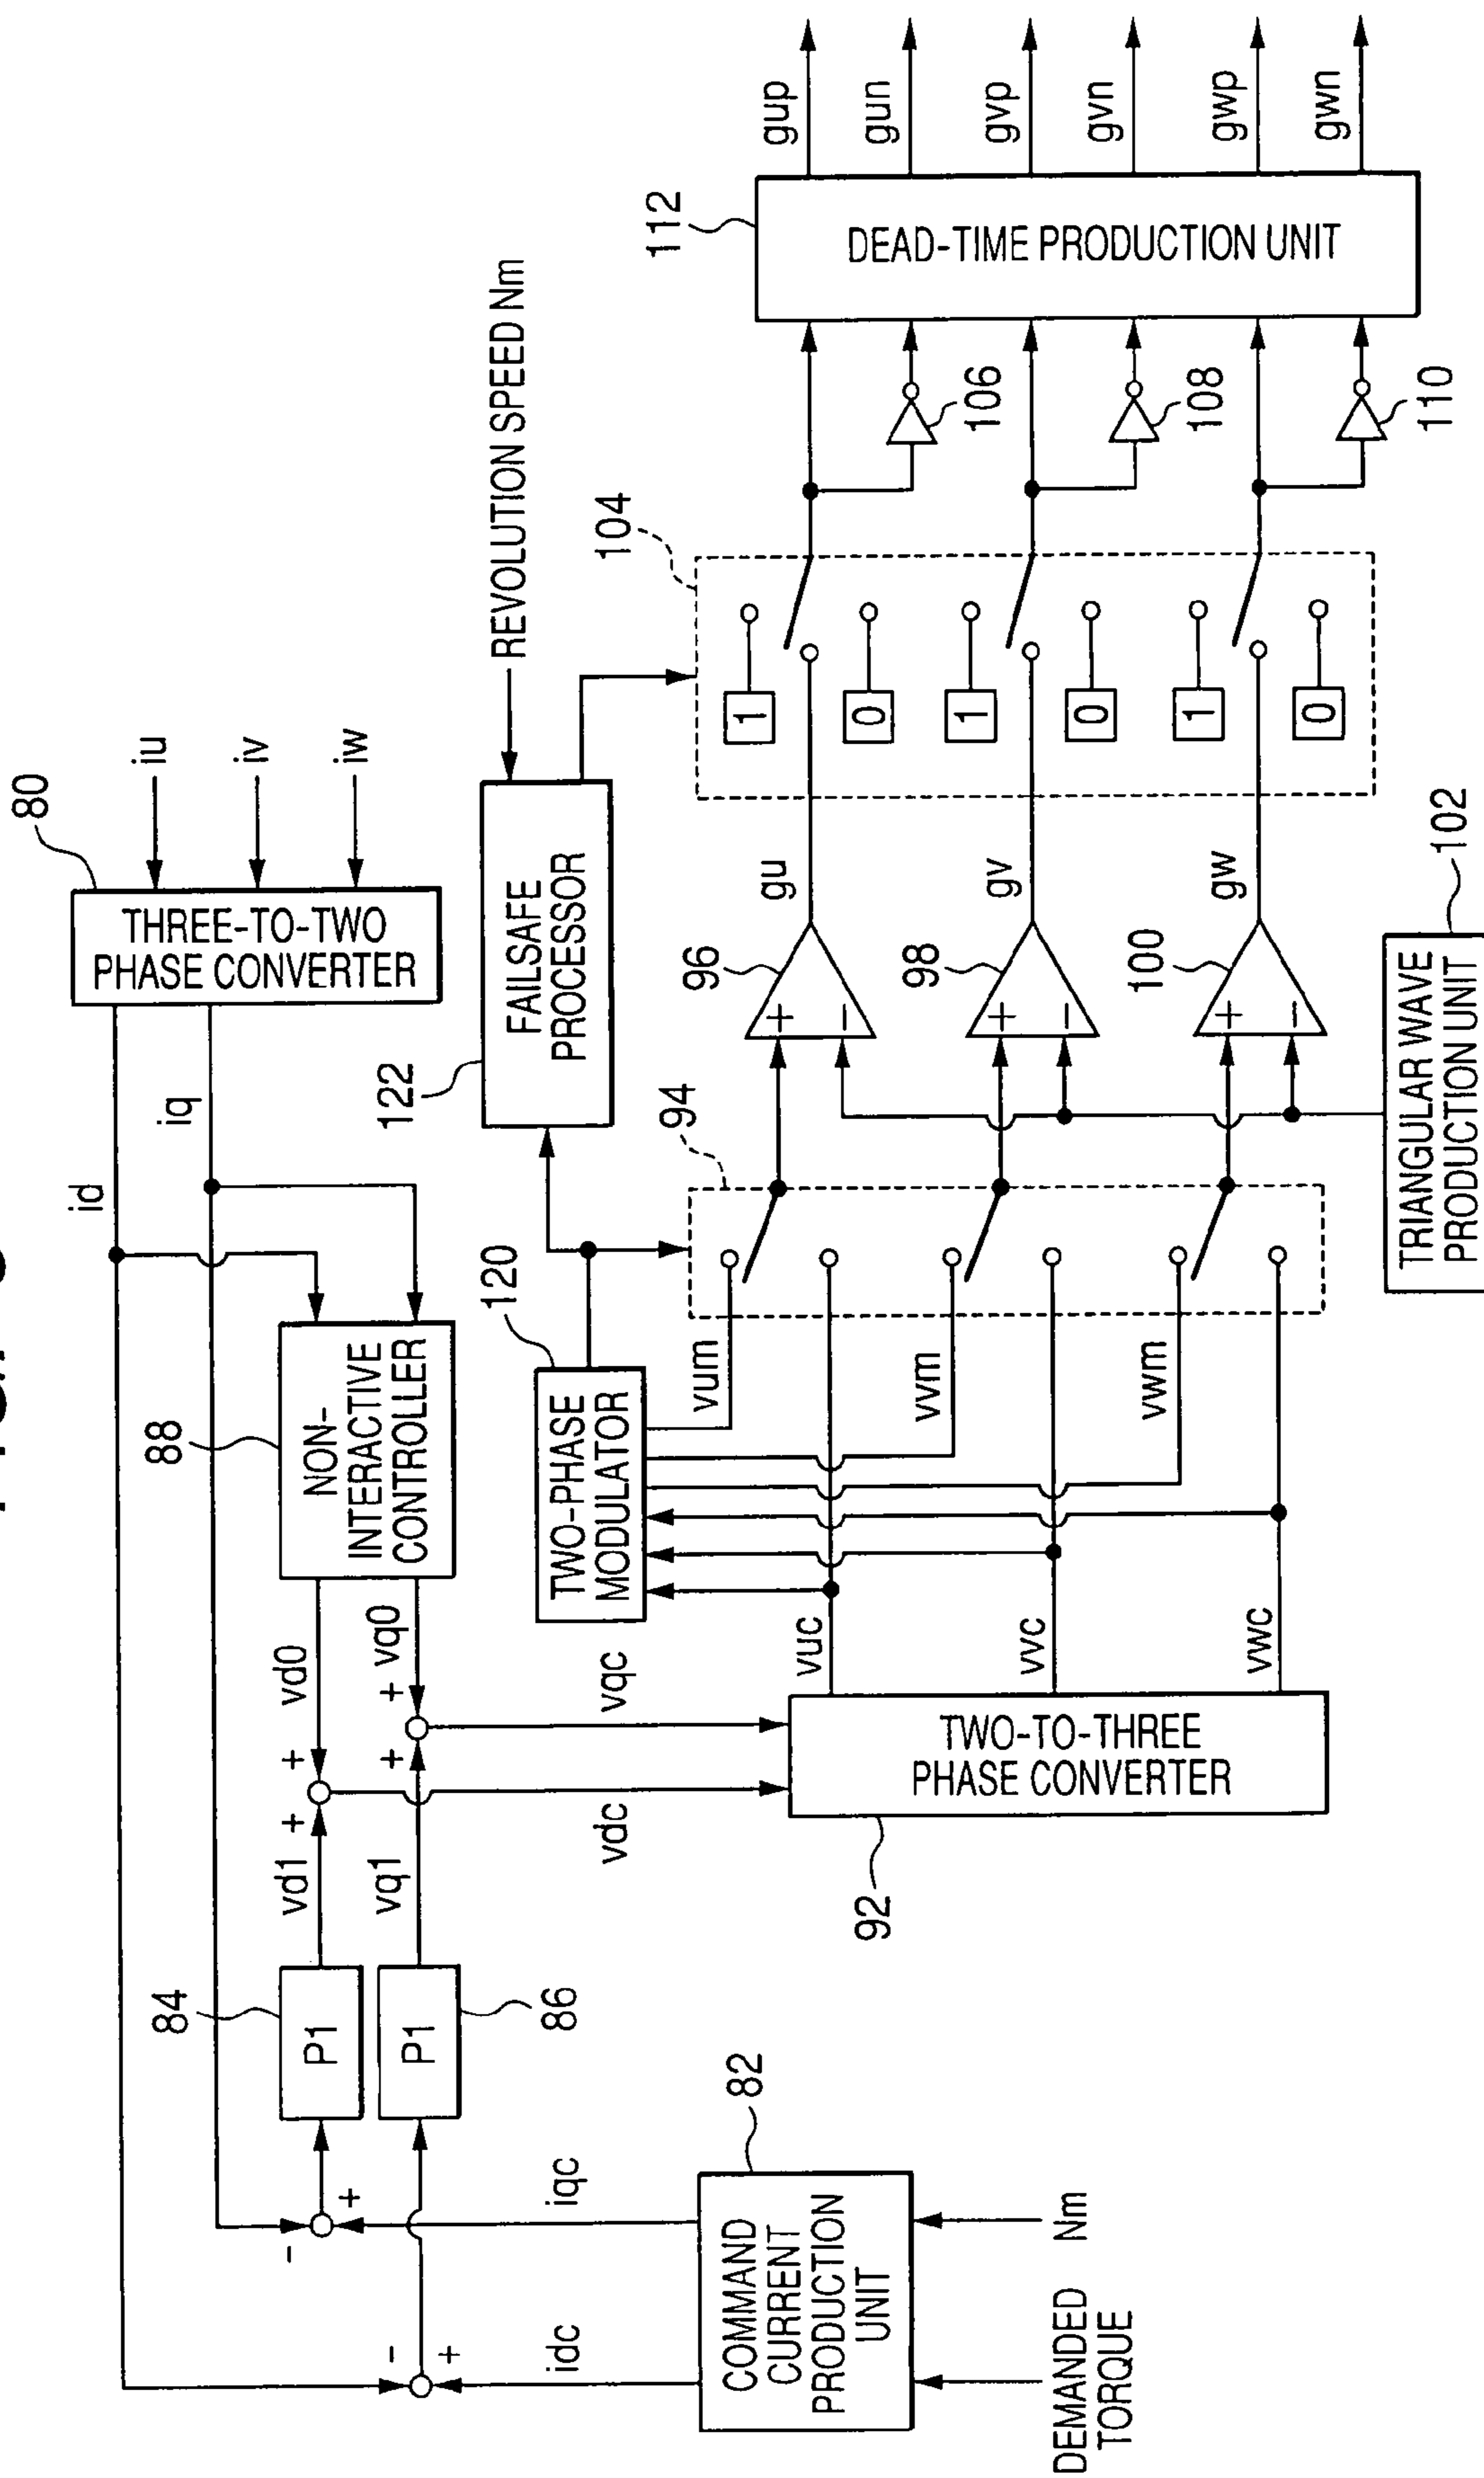 80
THREE-TO-TWO
PHASE CONVERTER
iu
iv
iw
id
iq
REVOLUTION SPEED Nm
88
NON-
INTERACTIVE
CONTROLLER
84
P1
86
P1
vd1
+
+
vd0
vq1
+
+
vq0
-
+
-
+
iqc
idc
82
COMMAND
CURRENT
PRODUCTION
UNIT
DEMANDED
TORQUE
Nm
vqc
vdc
92
TWO-TO-THREE
PHASE CONVERTER
vuc
vvc
vwc
120
TWO-PHASE
MODULATOR
vum
vvm
vwm
94
122
FAILSAFE
PROCESSOR
96
+
-
98
+
-
100
+
-
gu
gv
gw
102
TRIANGULAR WAVE
PRODUCTION UNIT
104
1
0
1
0
1
0
106
108
110
112
DEAD-TIME PRODUCTION UNIT
gup
gun
gvp
gvn
gwp
gwn